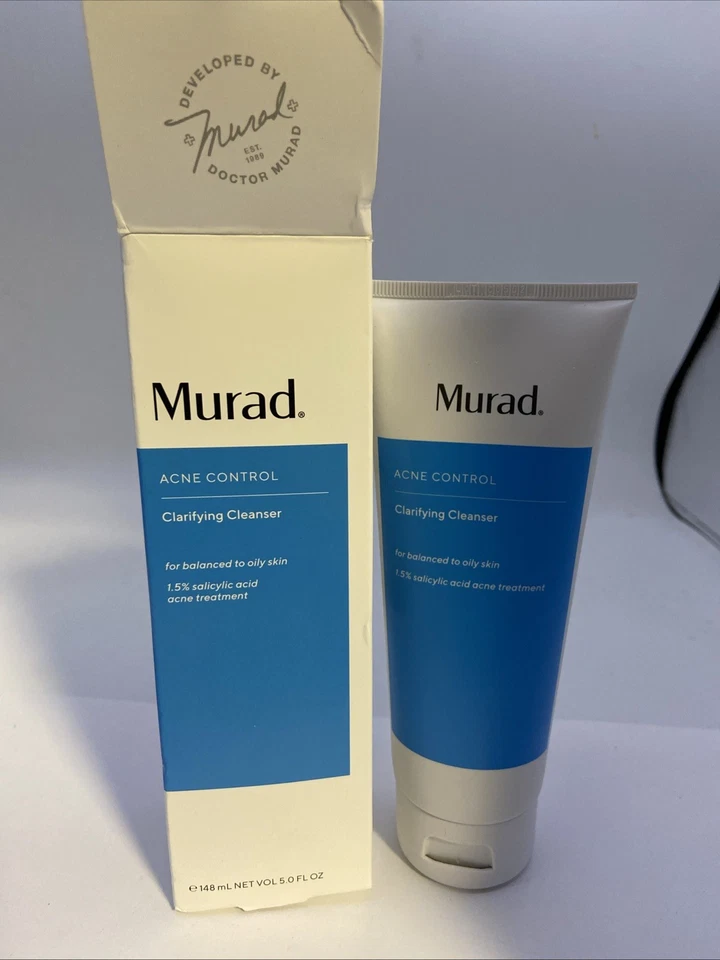 DEVELOPED BY
Murad
EST.
1989
DOCTOR MURAD
Murad®
ACNE CONTROL
Clarifying Cleanser
for balanced to oily skin
1.5% salicylic acid
acne treatment
℮ 148 mL NET VOL 5.0 FL OZ
Murad®
ACNE CONTROL
Clarifying Cleanser
for balanced to oily skin
1.5% salicylic acid acne treatment